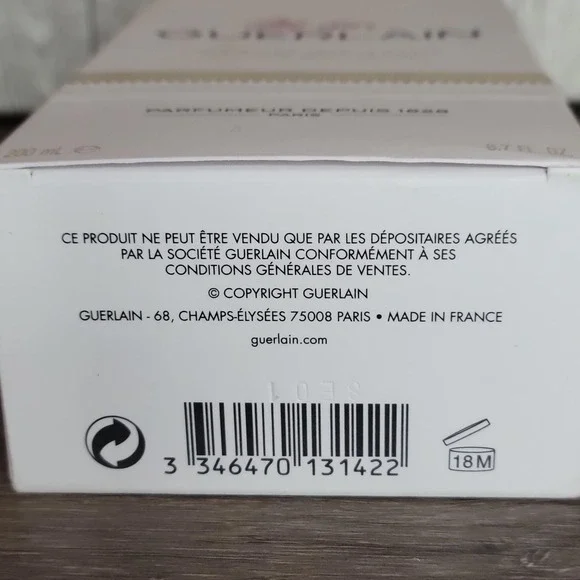 GUERLAIN
PARFUMEUR DEPUIS 1828
PARIS
200 mL e 6.7 FL. OZ
CE PRODUIT NE PEUT ÊTRE VENDU QUE PAR LES DÉPOSITAIRES AGRÉÉS
PAR LA SOCIÉTÉ GUERLAIN CONFORMÉMENT À SES
CONDITIONS GÉNÉRALES DE VENTES.
© COPYRIGHT GUERLAIN
GUERLAIN - 68, CHAMPS-ÉLYSÉES 75008 PARIS • MADE IN FRANCE
guerlain.com
3 346470 131422
18M